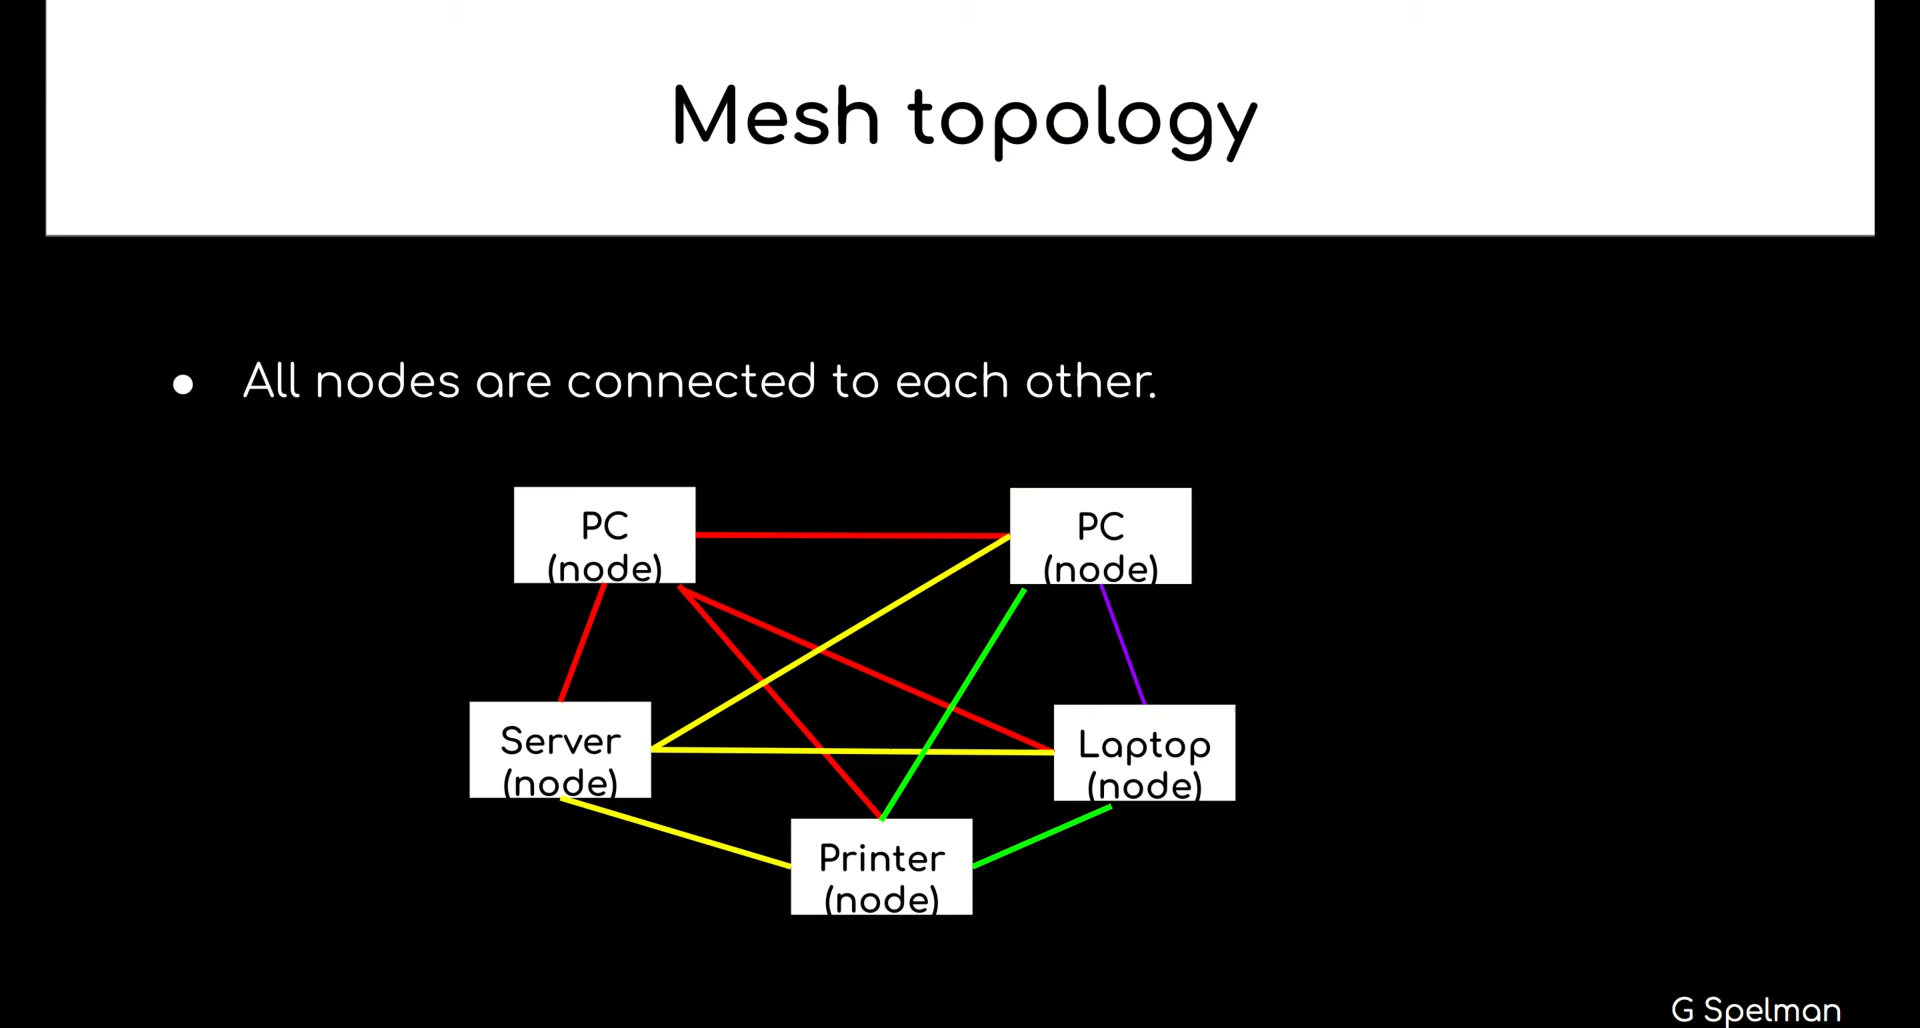 Mesh topology
● All nodes are connected to each other.
PC
(node)
PC
(node)
Server
(node)
Laptop
(node)
Printer
(node)
G Spelman